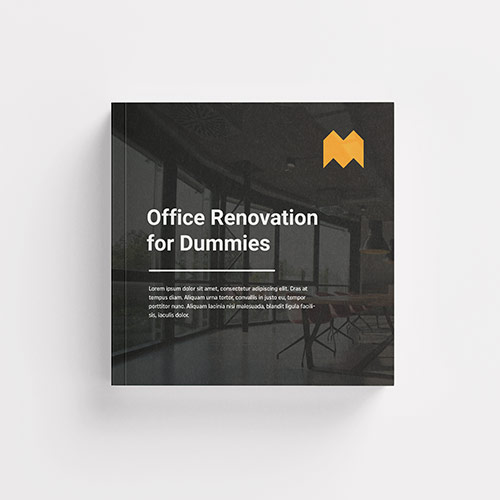 Office Renovation
for Dummies
Lorem ipsum dolor sit amet, consectetur adipiscing elit. Cras at
tempus diam. Aliquam urna tortor, convallis in justo eu, tempor
porttitor nunc. Aliquam lacinia nisl malesuada, blandit ligula facili-
sis, iaculis dolor.